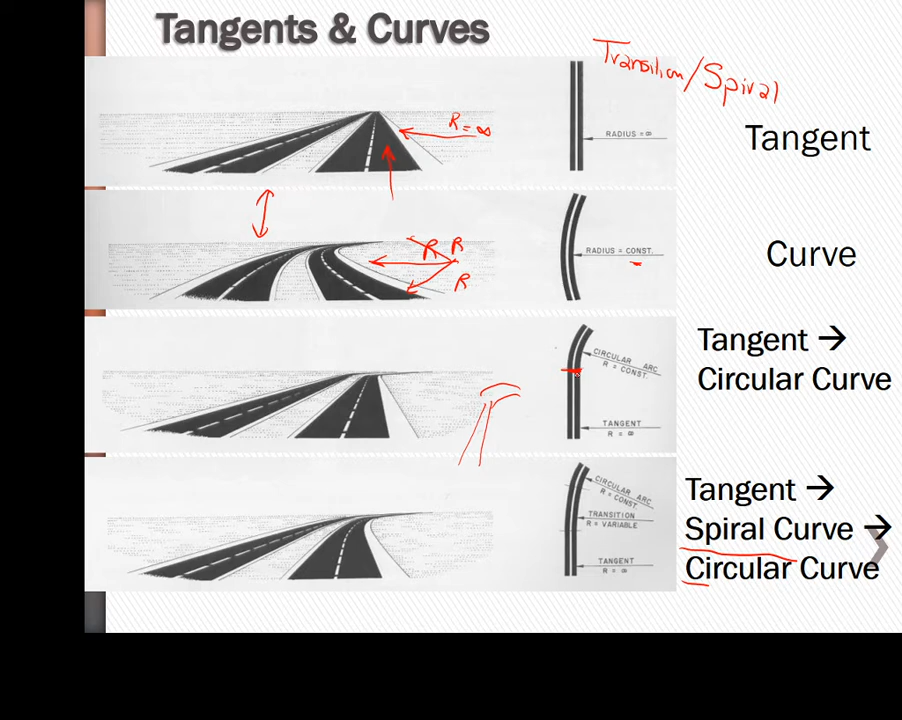 Tangents & Curves
Transition/Spiral
R = ∞
RADIUS = ∞
Tangent
R R
R
RADIUS = CONST.
Curve
CIRCULAR ARC
R = CONST.
TANGENT
R = ∞
Tangent →
Circular Curve
CIRCULAR ARC
R = CONST.
TRANSITION
R = VARIABLE
TANGENT
R = ∞
Tangent →
Spiral Curve →
Circular Curve